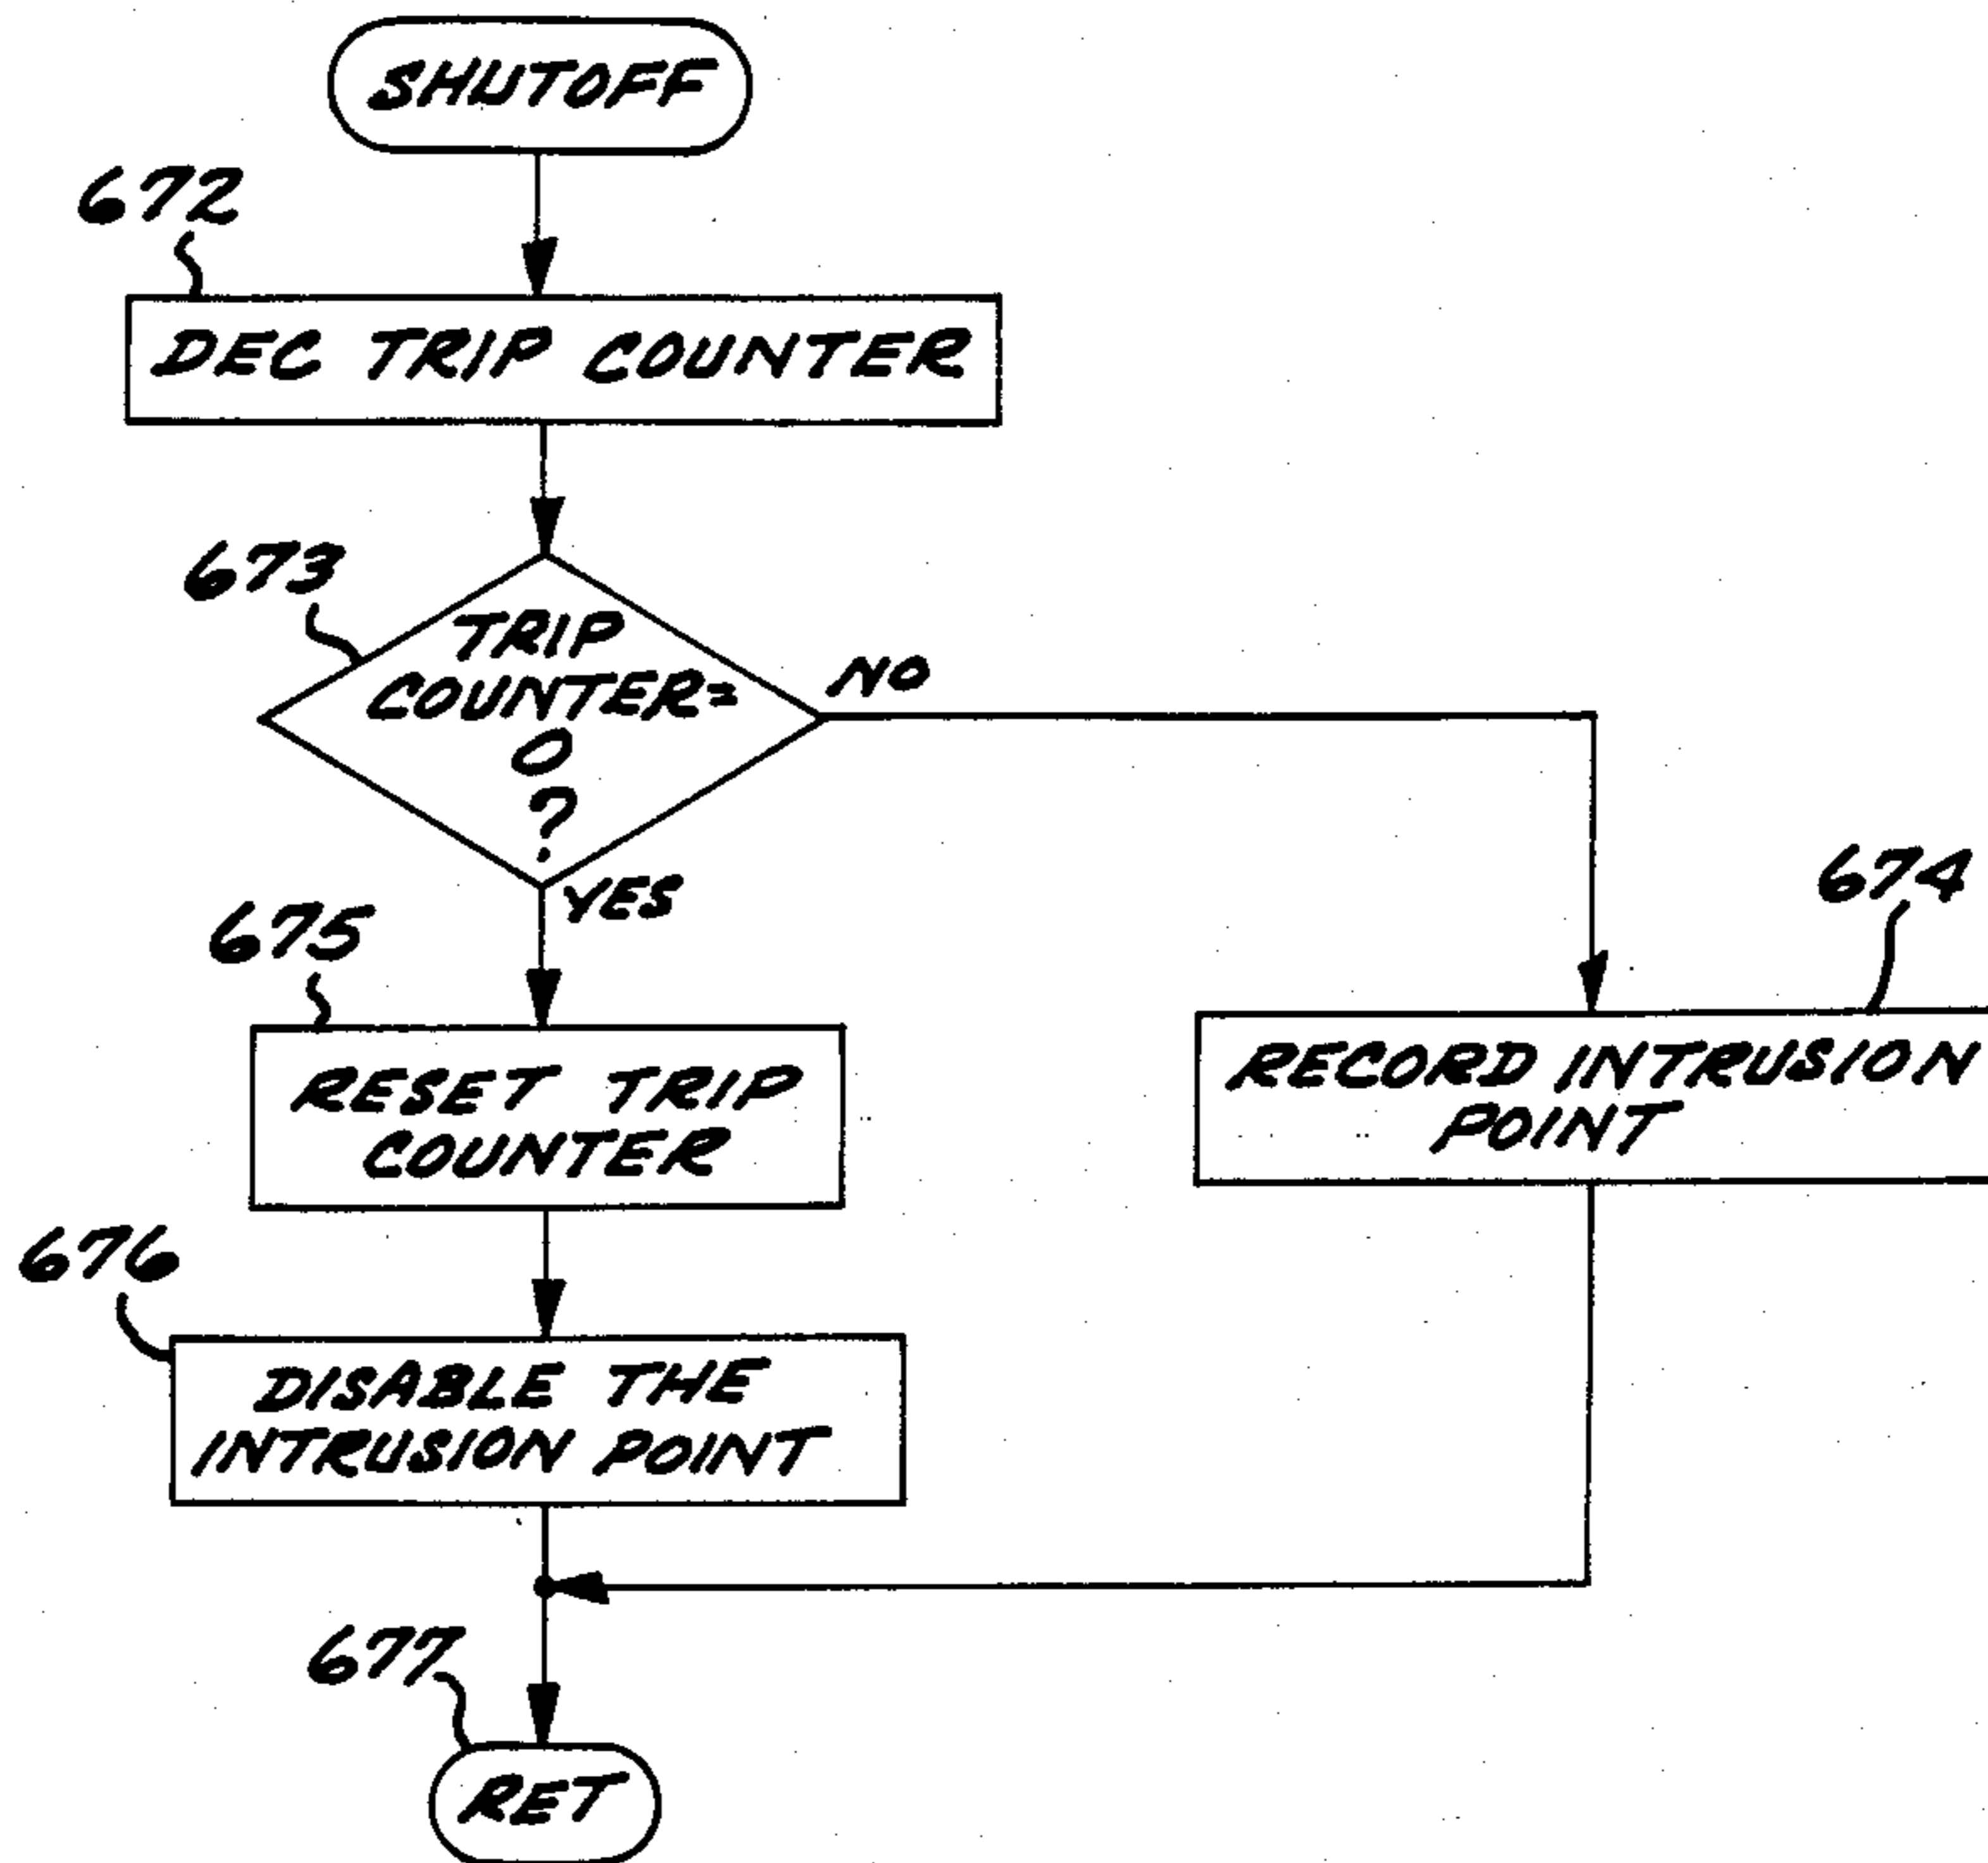 SHUTOFF
672
DEC TRIP COUNTER
673
TRIP
COUNTER=
0
?
NO
YES
674
675
RECORD INTRUSION
POINT
RESET TRIP
COUNTER
676
DISABLE THE
INTRUSION POINT
677
RET